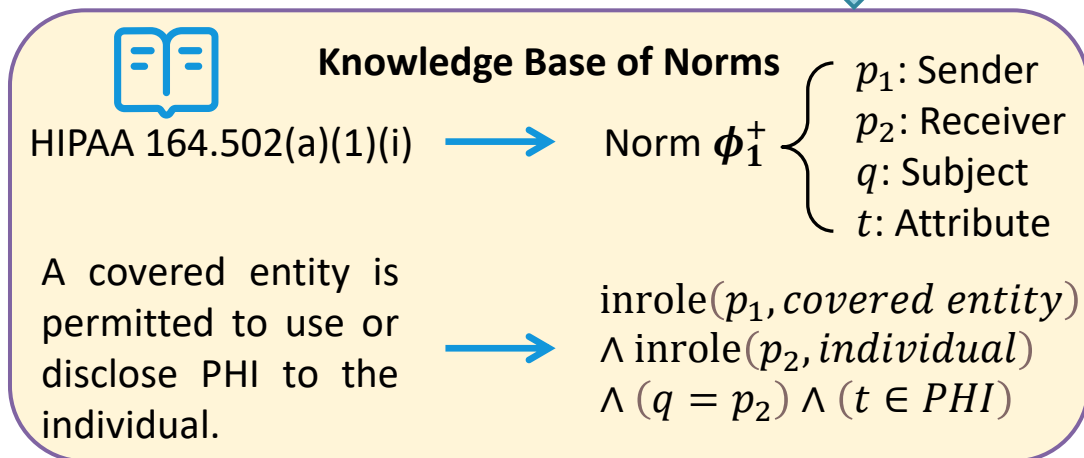 Knowledge Base of Norms
HIPAA 164.502(a)(1)(i)
Norm ϕ₁⁺
p₁: Sender
p₂: Receiver
q: Subject
t: Attribute
A covered entity is
permitted to use or
disclose PHI to the
individual.
inrole(p₁, covered entity)
∧ inrole(p₂, individual)
∧ (q = p₂) ∧ (t ∈ PHI)